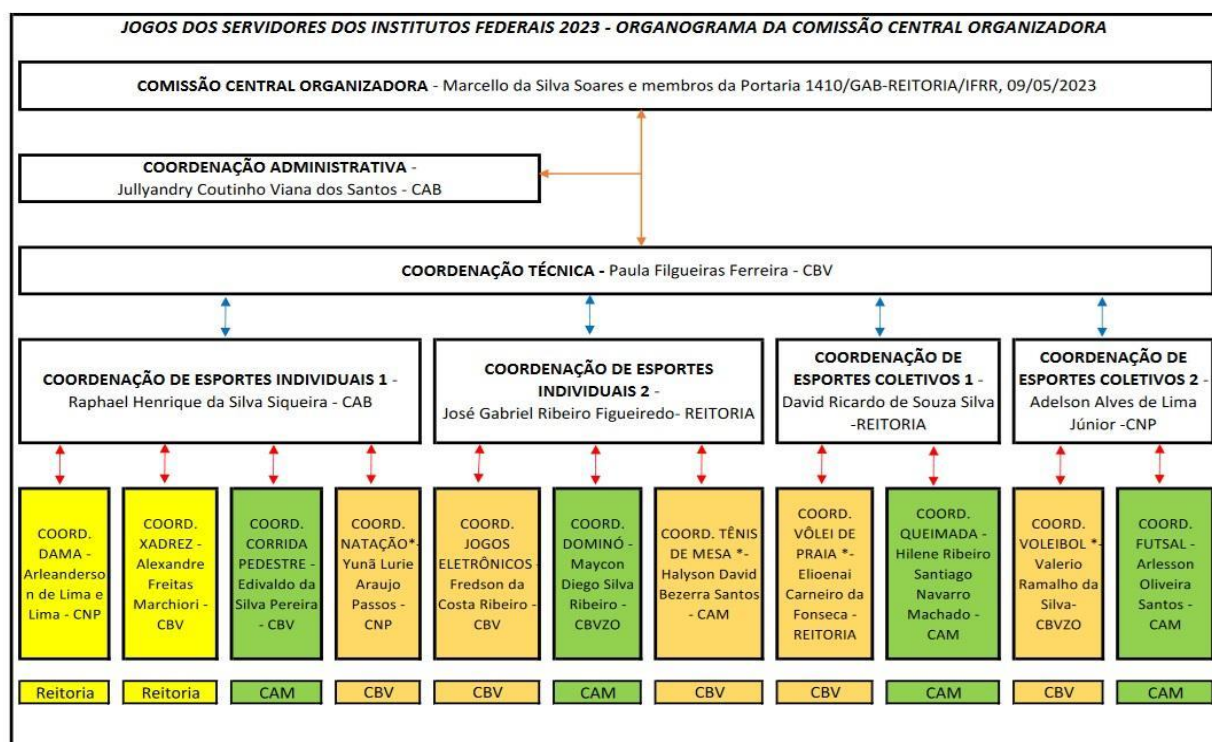 JOGOS DOS SERVIDORES DOS INSTITUTOS FEDERAIS 2023 - ORGANOGRAMA DA COMISSÃO CENTRAL ORGANIZADORA
COMISSÃO CENTRAL ORGANIZADORA - Marcello da Silva Soares e membros da Portaria 1410/GAB-REITORIA/IFRR, 09/05/2023
COORDENAÇÃO ADMINISTRATIVA -
Jullyandry Coutinho Viana dos Santos - CAB
COORDENAÇÃO TÉCNICA - Paula Filgueiras Ferreira - CBV
COORDENAÇÃO DE ESPORTES INDIVIDUAIS 1 -
Raphael Henrique da Silva Siqueira - CAB
COORDENAÇÃO DE ESPORTES
INDIVIDUAIS 2 -
José Gabriel Ribeiro Figueiredo- REITORIA
COORDENAÇÃO DE
ESPORTES COLETIVOS 1 -
David Ricardo de Souza Silva
-REITORIA
COORDENAÇÃO DE
ESPORTES COLETIVOS 2 -
Adelson Alves de Lima
Júnior -CNP
COORD.
DAMA -
Arleanderso
n de Lima e
Lima - CNP
COORD.
XADREZ -
Alexandre
Freitas
Marchiori -
CBV
COORD.
CORRIDA
PEDESTRE -
Edivaldo da
Silva Pereira
- CBV
COORD.
NATAÇÃO*-
Yunã Lurie
Araujo
Passos -
CNP
COORD.
JOGOS
ELETRÔNICOS -
Fredson da
Costa Ribeiro -
CBV
COORD.
DOMINÓ -
Maycon
Diego Silva
Ribeiro -
CBVZO
COORD. TÊNIS
DE MESA *-
Halyson David
Bezerra Santos
- CAM
COORD.
VÔLEI DE
PRAIA *-
Elioenai
Carneiro da
Fonseca -
REITORIA
COORD.
QUEIMADA -
Hilene Ribeiro
Santiago
Navarro
Machado -
CAM
COORD.
VOLEIBOL *-
Valerio
Ramalho da
Silva-
CBVZO
COORD.
FUTSAL -
Arlesson
Oliveira
Santos -
CAM
Reitoria
Reitoria
CAM
CBV
CBV
CAM
CBV
CBV
CAM
CBV
CAM